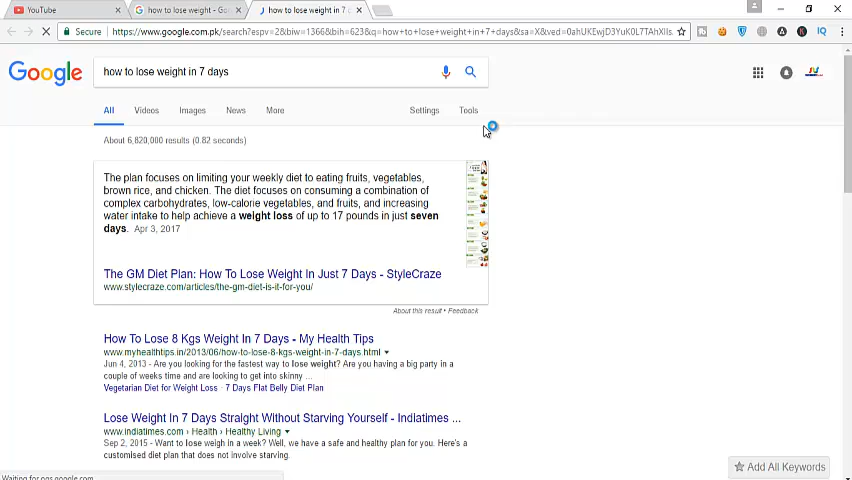 YouTube
how to lose weight - Goo
how to lose weight in 7 d
Secure
https://www.google.com.pk/search?espv=2&biw=1366&bih=623&q=how+to+lose+weight+in+7+days&sa=X&ved=
Google
how to lose weight in 7 days
All Videos Images News More Settings Tools
About 6,820,000 results (0.82 seconds)
The plan focuses on limiting your weekly diet to eating fruits, vegetables,
brown rice, and chicken. The diet focuses on consuming a combination of
complex carbohydrates, low-calorie vegetables, and fruits, and increasing
water intake to help achieve a weight loss of up to 17 pounds in just seven
days. Apr 3, 2017
The GM Diet Plan: How To Lose Weight In Just 7 Days - StyleCraze
www.stylecraze.com/articles/the-gm-diet-is-it-for-you/
About this result • Feedback
How To Lose 8 Kgs Weight In 7 Days - My Health Tips
www.myhealthtips.in/2013/06/how-to-lose-8-kgs-weight-in-7-days.html
Jun 4, 2013 - Are you looking for the fastest way to lose weight? Are you having a big party in a
couple of weeks time and are looking to get into skinny ...
Vegetarian Diet for Weight Loss · 7 Days Flat Belly Diet Plan
Lose Weight In 7 Days Straight Without Starving Yourself - Indiatimes ...
www.indiatimes.com › Health › Healthy Living
Sep 2, 2015 - Want to lose weigh in a week? Well, we have a safe and healthy plan for you. Here's a
customised diet plan that does not involve starving.
Add All Keywords
Waiting for ogs.google.com